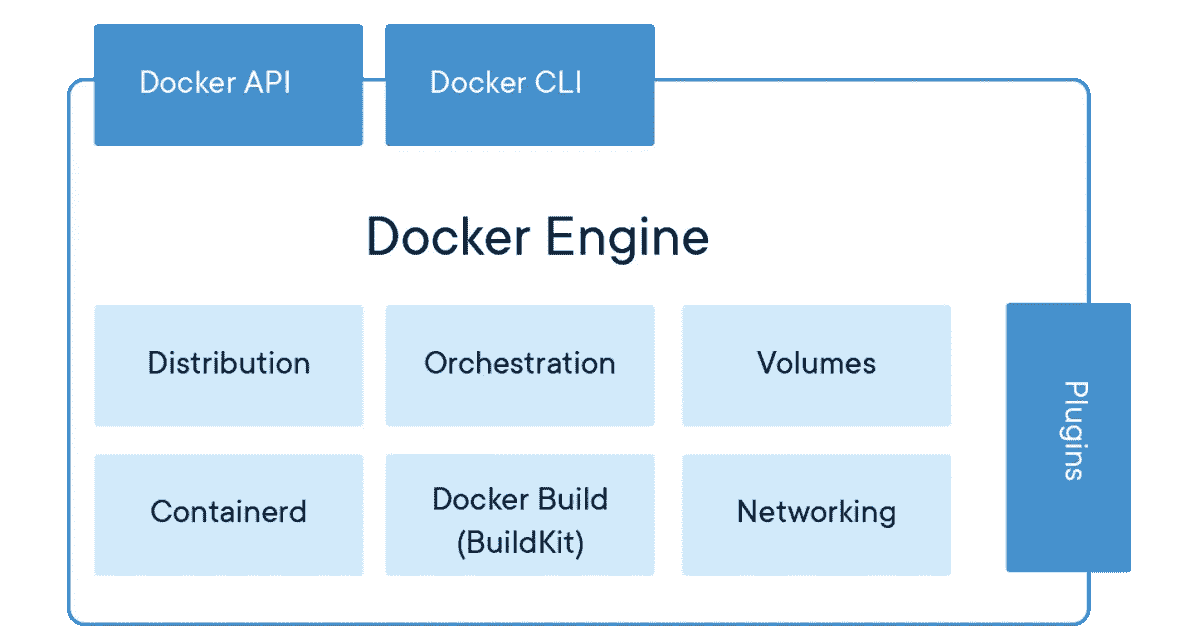 Docker API
Docker CLI
Docker Engine
Distribution
Orchestration
Volumes
Containerd
Docker Build
(BuildKit)
Networking
Plugins